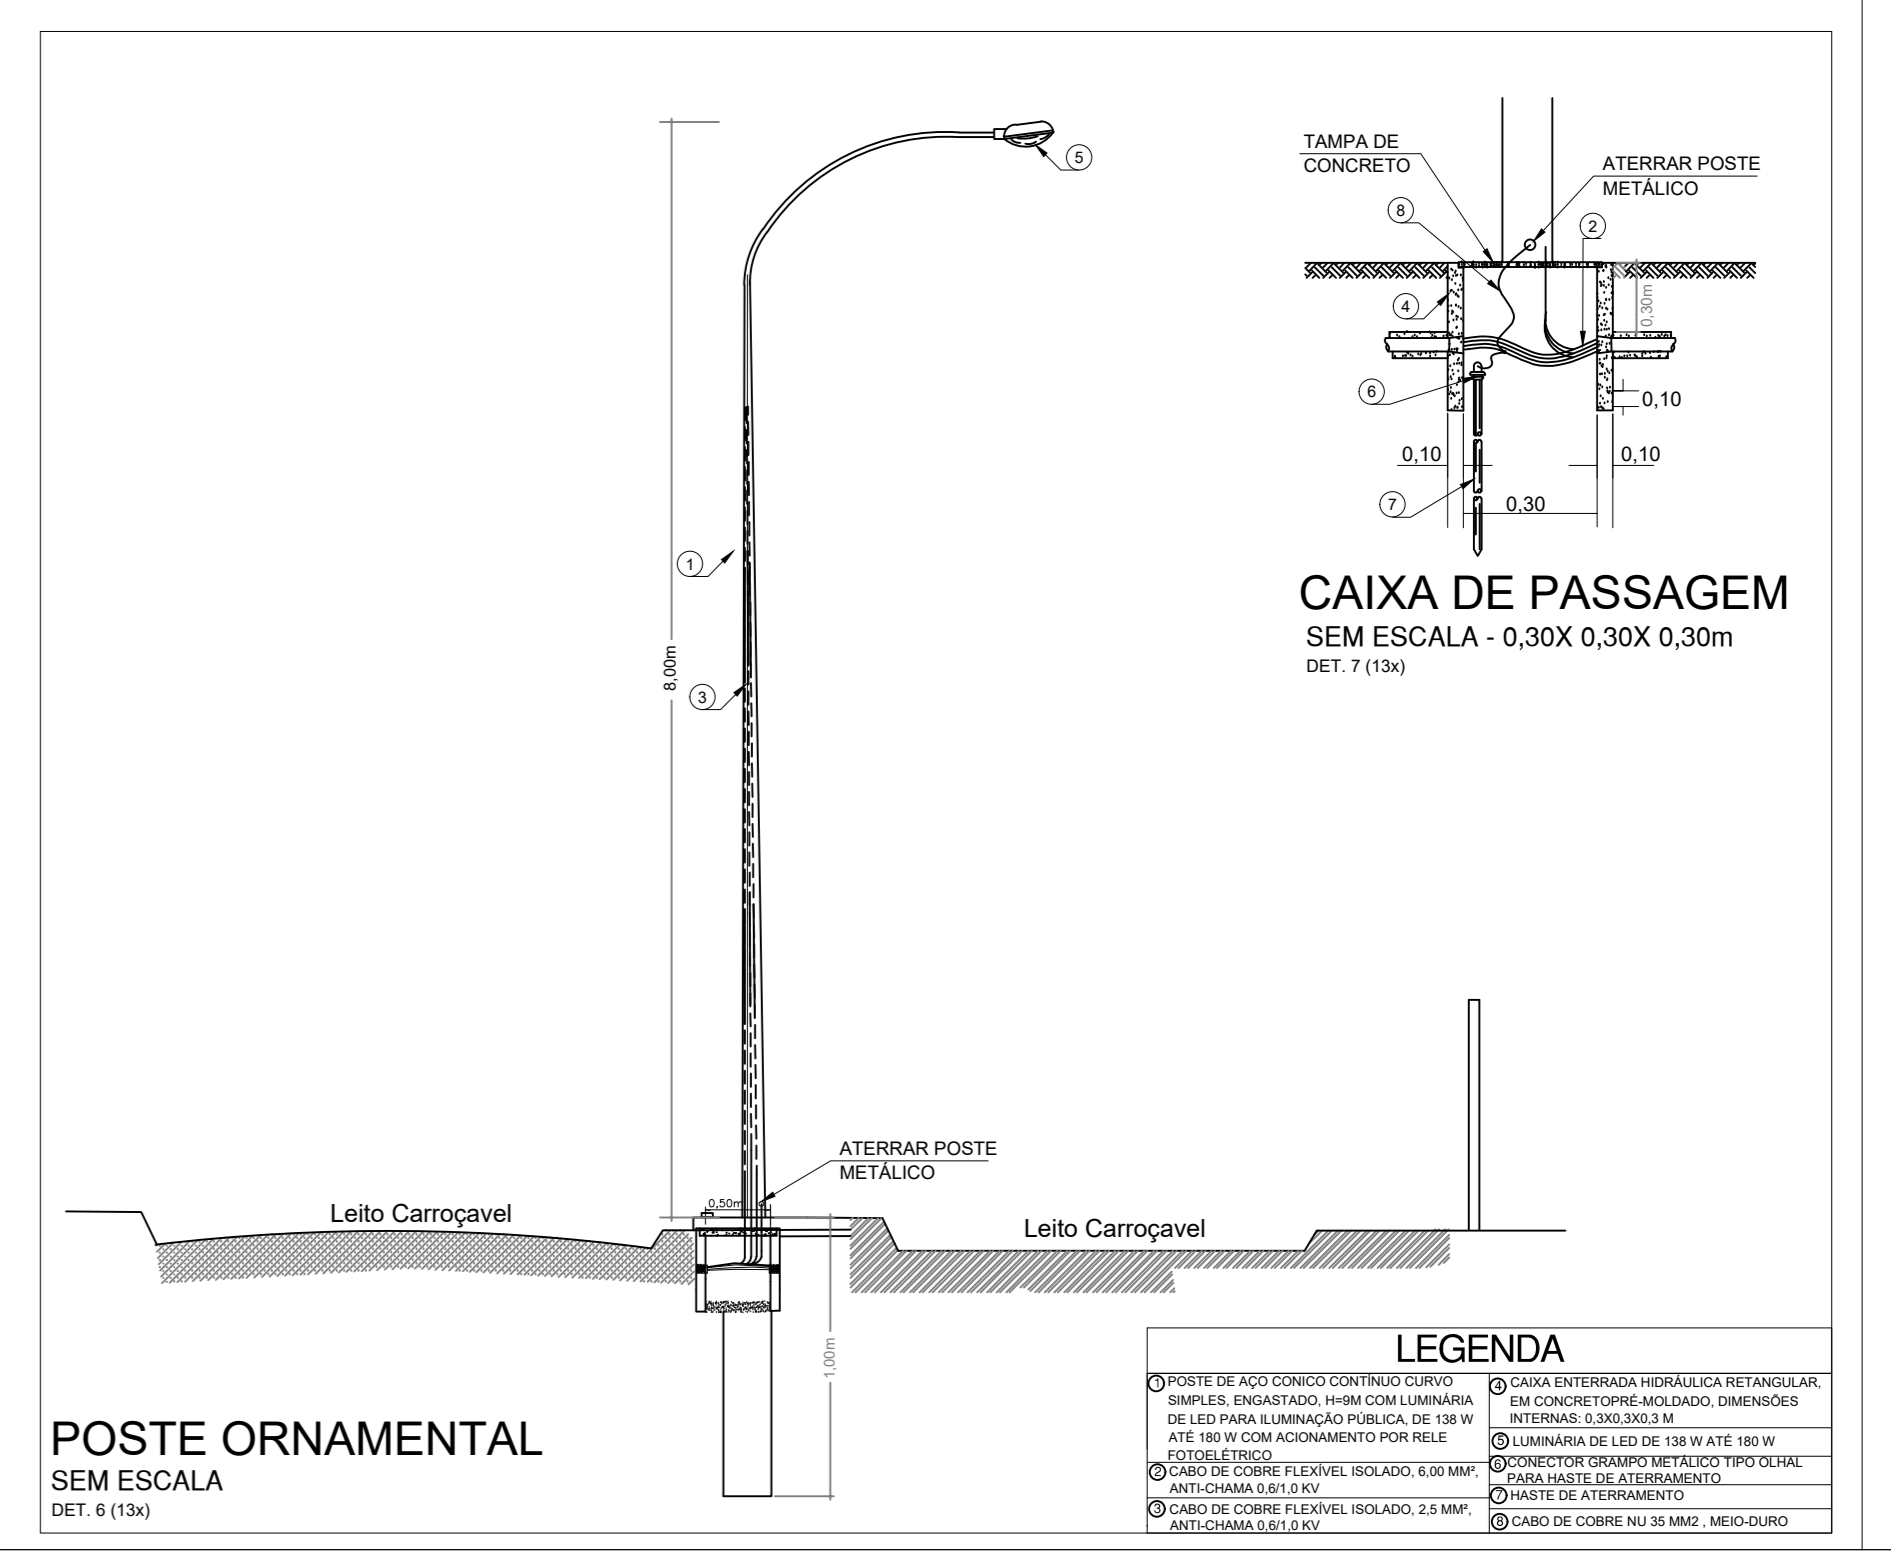 5
8,00m
1
3
ATERRAR POSTE
METÁLICO
0,50m
Leito Carroçavel
Leito Carroçavel
1,00m
POSTE ORNAMENTAL
SEM ESCALA
DET. 6 (13x)
TAMPA DE
CONCRETO
ATERRAR POSTE
METÁLICO
8
2
4
0,30m
6
0,10
0,10
0,10
7
0,30
CAIXA DE PASSAGEM
SEM ESCALA - 0,30X 0,30X 0,30m
DET. 7 (13x)
LEGENDA
1 POSTE DE AÇO CONICO CONTÍNUO CURVO
SIMPLES, ENGASTADO, H=9M COM LUMINÁRIA
DE LED PARA ILUMINAÇÃO PÚBLICA, DE 138 W
ATÉ 180 W COM ACIONAMENTO POR RELE
FOTOELÉTRICO
2 CABO DE COBRE FLEXÍVEL ISOLADO, 6,00 MM²,
ANTI-CHAMA 0,6/1,0 KV
3 CABO DE COBRE FLEXÍVEL ISOLADO, 2,5 MM²,
ANTI-CHAMA 0,6/1,0 KV
4 CAIXA ENTERRADA HIDRÁULICA RETANGULAR,
EM CONCRETOPRÉ-MOLDADO, DIMENSÕES
INTERNAS: 0,3X0,3X0,3 M
5 LUMINÁRIA DE LED DE 138 W ATÉ 180 W
6 CONECTOR GRAMPO METÁLICO TIPO OLHAL
PARA HASTE DE ATERRAMENTO
7 HASTE DE ATERRAMENTO
8 CABO DE COBRE NU 35 MM2 , MEIO-DURO